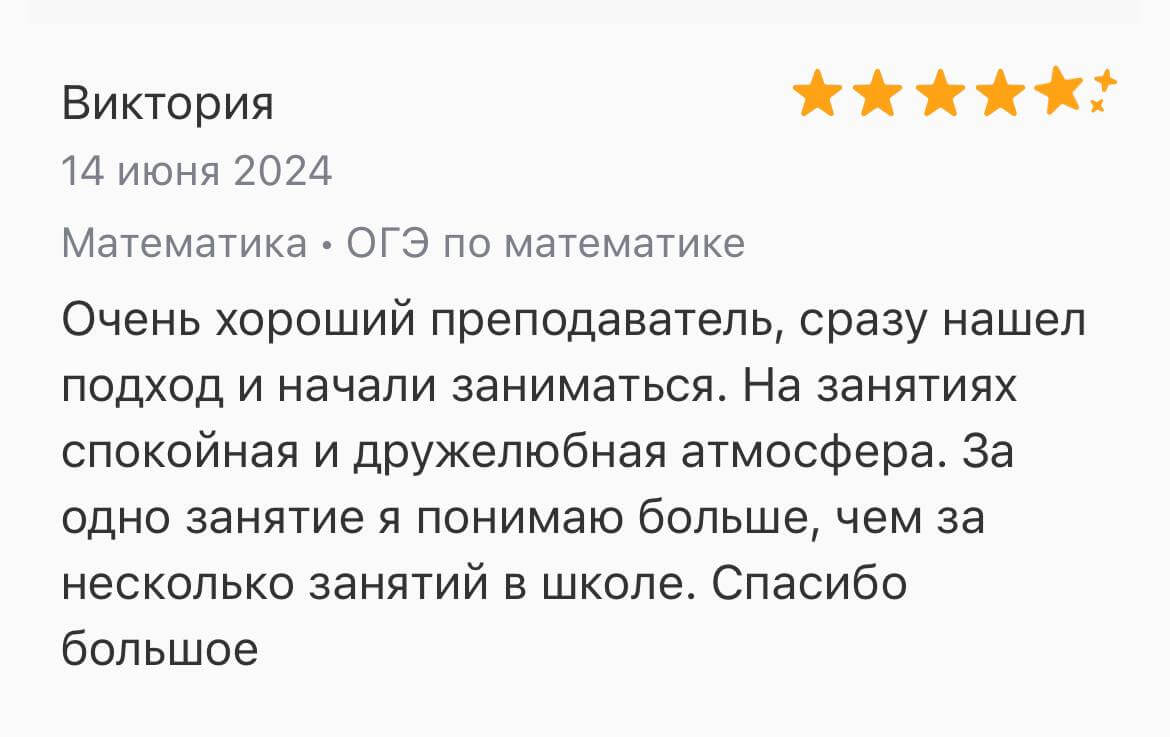 Виктория
14 июня 2024
Математика • ОГЭ по математике
Очень хороший преподаватель, сразу нашел
подход и начали заниматься. На занятиях
спокойная и дружелюбная атмосфера. За
одно занятие я понимаю больше, чем за
несколько занятий в школе. Спасибо
большое